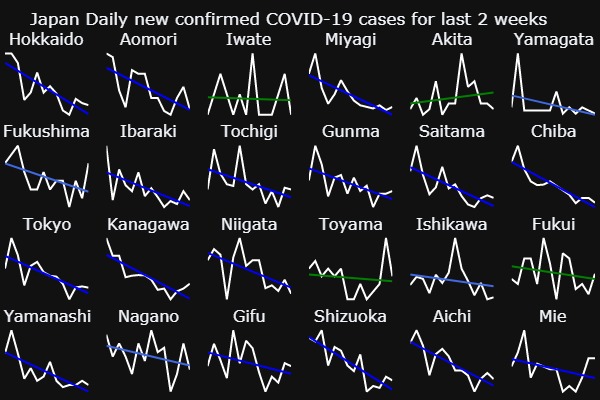 Japan Daily new confirmed COVID-19 cases for last 2 weeks
Hokkaido Aomori Iwate Miyagi Akita Yamagata
Fukushima Ibaraki Tochigi Gunma Saitama Chiba
Tokyo Kanagawa Niigata Toyama Ishikawa Fukui
Yamanashi Nagano Gifu Shizuoka Aichi Mie